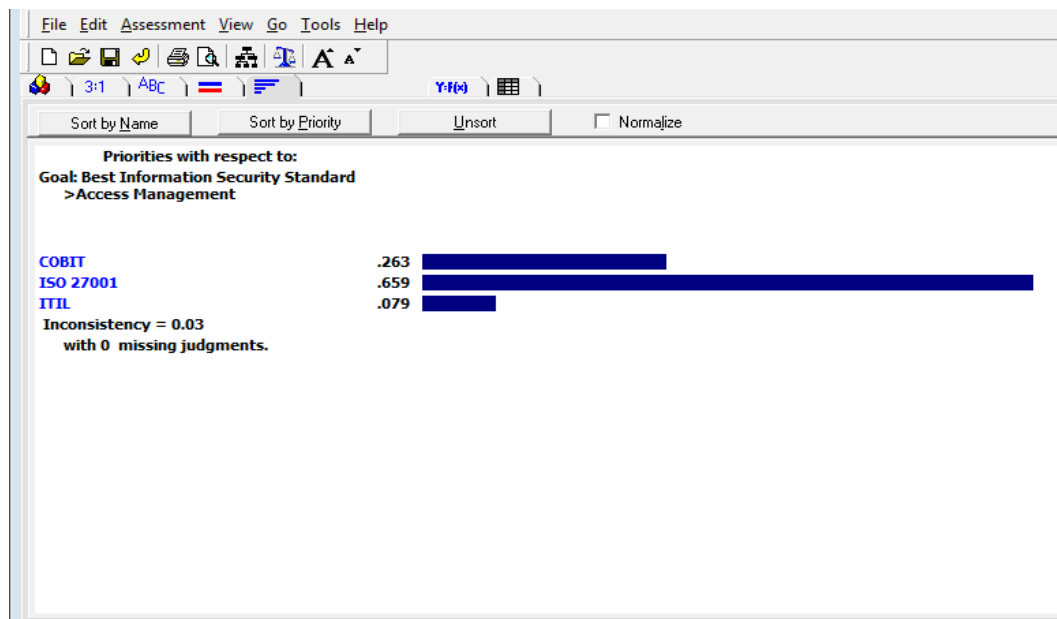 File Edit Assessment View Go Tools Help
A A
3:1 ABC Y=F(x)
Sort by Name Sort by Priority Unsort Normalize
Priorities with respect to:
Goal: Best Information Security Standard
>Access Management
COBIT .263
ISO 27001 .659
ITIL .079
Inconsistency = 0.03
with 0 missing judgments.